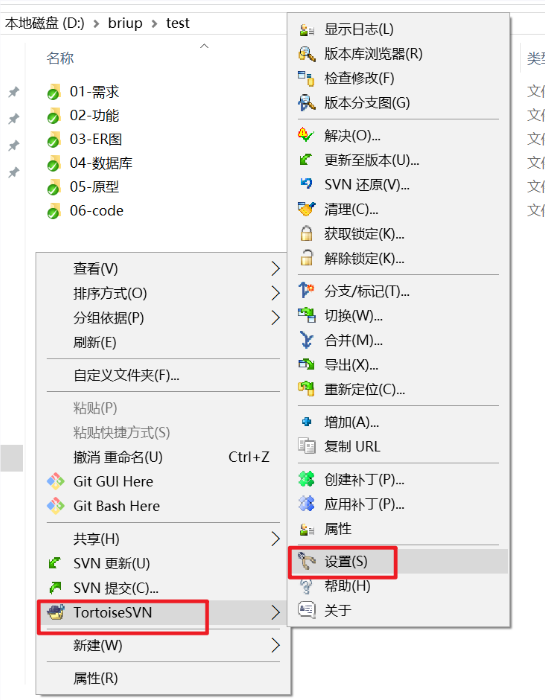 本地磁盘 (D:) > briup > test
名称
类型
01-需求
02-功能
03-ER图
04-数据库
05-原型
06-code
查看(V)
排序方式(O)
分组依据(P)
刷新(E)
自定义文件夹(F)...
粘贴(P)
粘贴快捷方式(S)
撤消 重命名(U) Ctrl+Z
Git GUI Here
Git Bash Here
共享(H)
SVN 更新(U)
SVN 提交(C)...
TortoiseSVN
新建(W)
属性(R)
显示日志(L)
版本库浏览器(R)
检查修改(F)
版本分支图(G)
解决(O)...
更新至版本(U)...
SVN 还原(V)...
清理(C)...
获取锁定(K)...
解除锁定(K)...
分支/标记(T)...
切换(W)...
合并(M)...
导出(X)...
重新定位(C)...
增加(A)...
复制 URL
创建补丁(P)...
应用补丁(P)...
属性
设置(S)
帮助(H)
关于